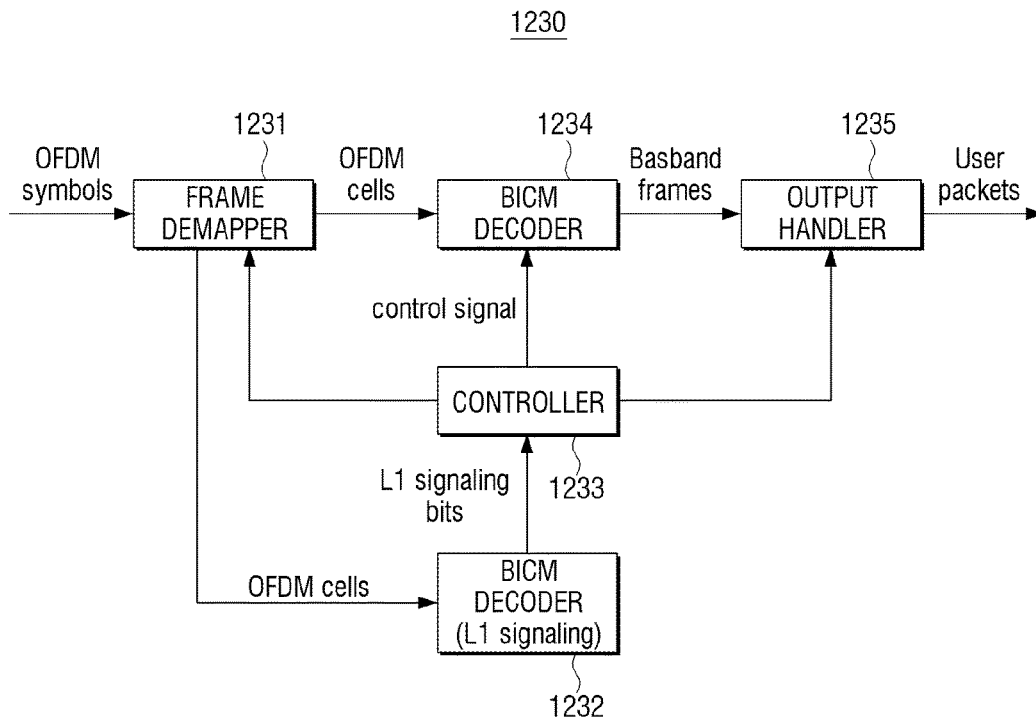 1230
1231
1234
1235
OFDM
symbols
FRAME
DEMAPPER
OFDM
cells
BICM
DECODER
Basband
frames
OUTPUT
HANDLER
User
packets
control signal
CONTROLLER
1233
L1 signaling
bits
OFDM cells
BICM
DECODER
(L1 signaling)
1232